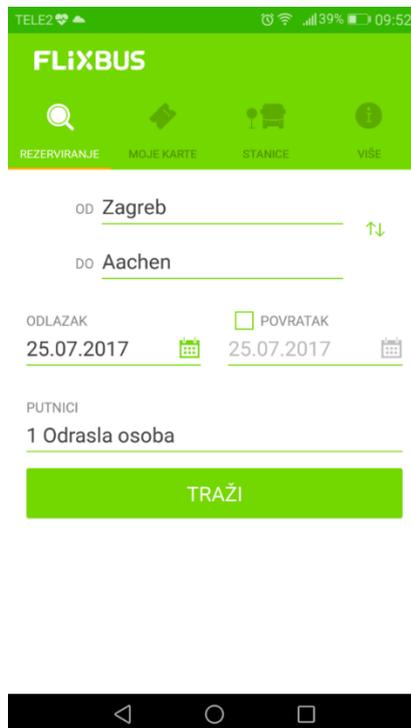 TELE2 39% 09:52
FLiXBUS
REZERVIRANJE MOJE KARTE STANICE VIŠE
OD Zagreb
DO Aachen
ODLAZAK POVRATAK
25.07.2017 25.07.2017
PUTNICI
1 Odrasla osoba
TRAŽI